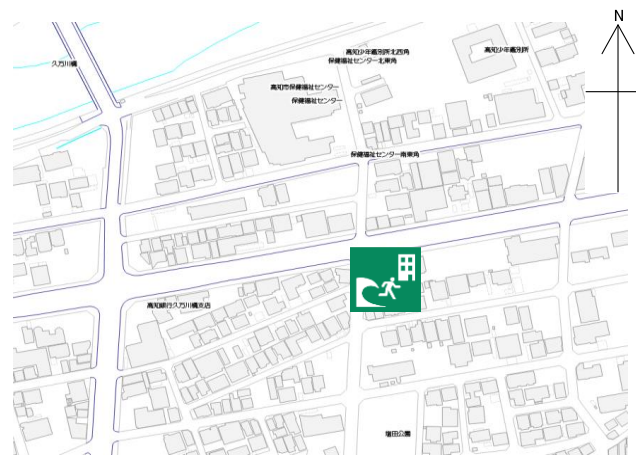 N
高知少年鑑別所北西角
高知少年鑑別所
保健福祉センター北東角
久万川橋
高知市保健福祉センター
保健福祉センター
保健福祉センター南東角
高知銀行久万川橋支店
塩田公園